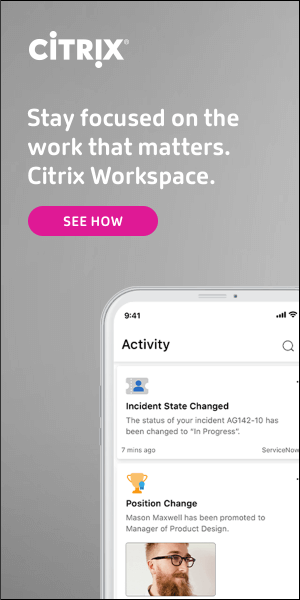 CITRIX®
Stay focused on the
work that matters.
Citrix Workspace.
SEE HOW
9:41
Activity
Incident State Changed
The status of your incident AG142-10 has
been changed to “In Progress”.
7 mins ago ServiceNow
Position Change
Mason Maxwell has been promoted to
Manager of Product Design.